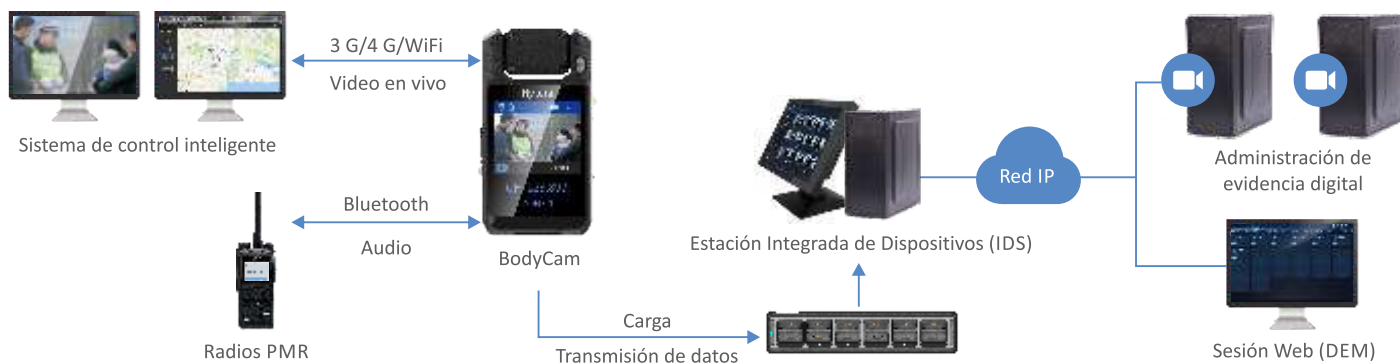 3 G/4 G/WiFi
Video en vivo
Sistema de control inteligente
Bluetooth
Audio
Radios PMR
Hytera
BodyCam
Carga
Transmisión de datos
Estación Integrada de Dispositivos (IDS)
Red IP
Administración de
evidencia digital
Sesión Web (DEM)